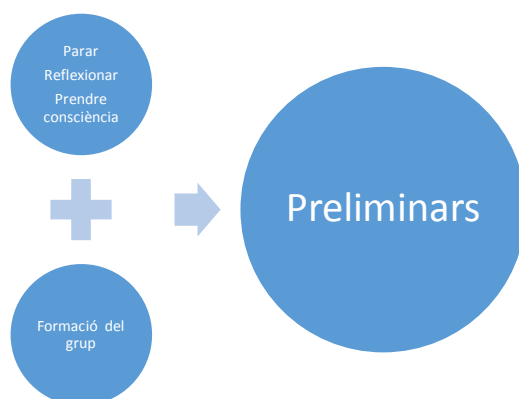 Parar
Reflexionar
Prendre
consciència
Formació del
grup
Preliminars